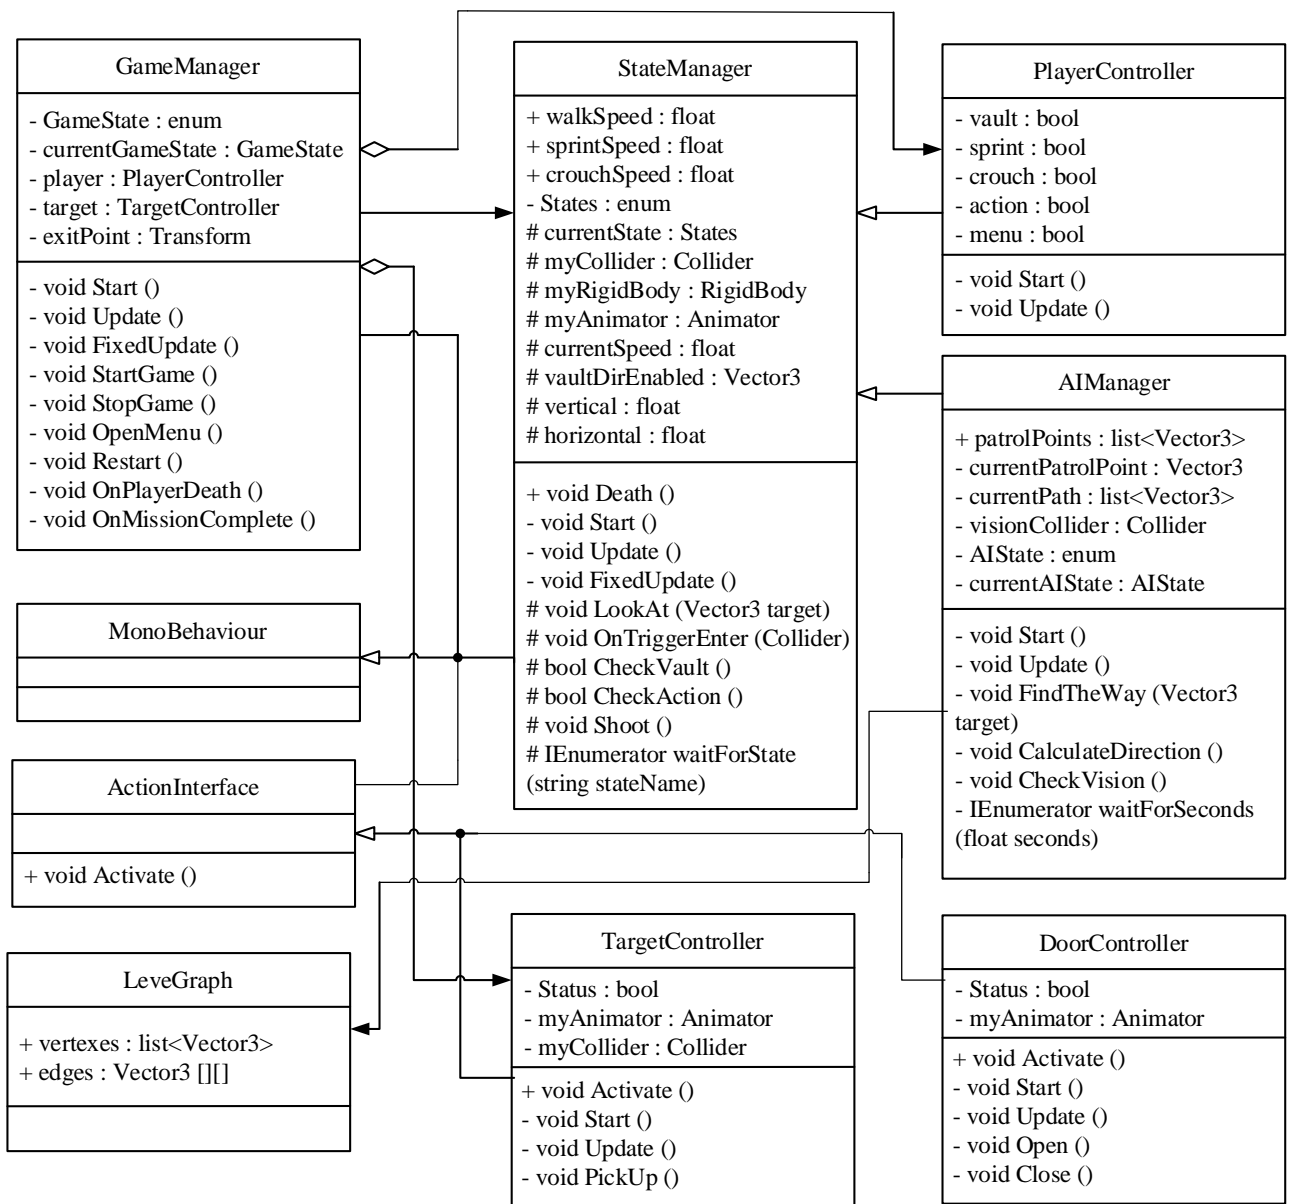 GameManager
- GameState : enum
- currentGameState : GameState
- player : PlayerController
- target : TargetController
- exitPoint : Transform
- void Start ()
- void Update ()
- void FixedUpdate ()
- void StartGame ()
- void StopGame ()
- void OpenMenu ()
- void Restart ()
- void OnPlayerDeath ()
- void OnMissionComplete ()
StateManager
+ walkSpeed : float
+ sprintSpeed : float
+ crouchSpeed : float
- States : enum
# currentState : States
# myCollider : Collider
# myRigidBody : RigidBody
# myAnimator : Animator
# currentSpeed : float
# vaultDirEnabled : Vector3
# vertical : float
# horizontal : float
+ void Death ()
- void Start ()
- void Update ()
- void FixedUpdate ()
# void LookAt (Vector3 target)
# void OnTriggerEnter (Collider)
# bool CheckVault ()
# bool CheckAction ()
# void Shoot ()
# IEnumerator waitForState
(string stateName)
PlayerController
- vault : bool
- sprint : bool
- crouch : bool
- action : bool
- menu : bool
- void Start ()
- void Update ()
AIManager
+ patrolPoints : list<Vector3>
- currentPatrolPoint : Vector3
- currentPath : list<Vector3>
- visionCollider : Collider
- AIState : enum
- currentAIState : AIState
- void Start ()
- void Update ()
- void FindTheWay (Vector3
target)
- void CalculateDirection ()
- void CheckVision ()
- IEnumerator waitForSeconds
(float seconds)
MonoBehaviour
ActionInterface
+ void Activate ()
LeveGraph
+ vertexes : list<Vector3>
+ edges : Vector3 [][]
TargetController
- Status : bool
- myAnimator : Animator
- myCollider : Collider
+ void Activate ()
- void Start ()
- void Update ()
- void PickUp ()
DoorController
- Status : bool
- myAnimator : Animator
+ void Activate ()
- void Start ()
- void Update ()
- void Open ()
- void Close ()